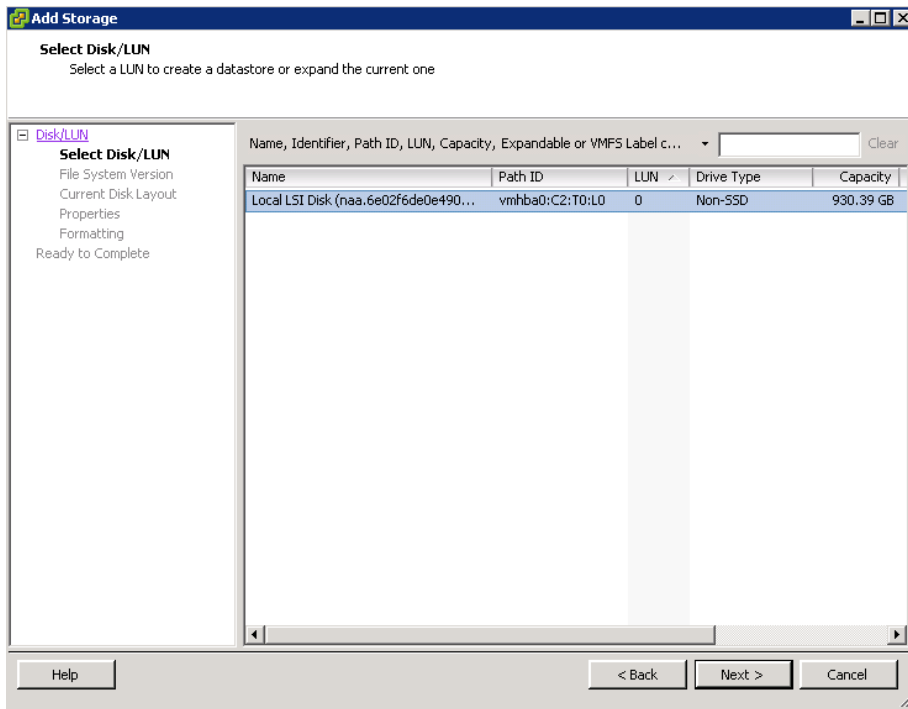 Add Storage
Select Disk/LUN
Select a LUN to create a datastore or expand the current one
Disk/LUN
Select Disk/LUN
File System Version
Current Disk Layout
Properties
Formatting
Ready to Complete
Name, Identifier, Path ID, LUN, Capacity, Expandable or VMFS Label c... Clear
Name Path ID LUN Drive Type Capacity
Local LSI Disk (naa.6e02f6de0e490... vmhba0:C2:T0:L0 0 Non-SSD 930.39 GB
Help < Back Next > Cancel